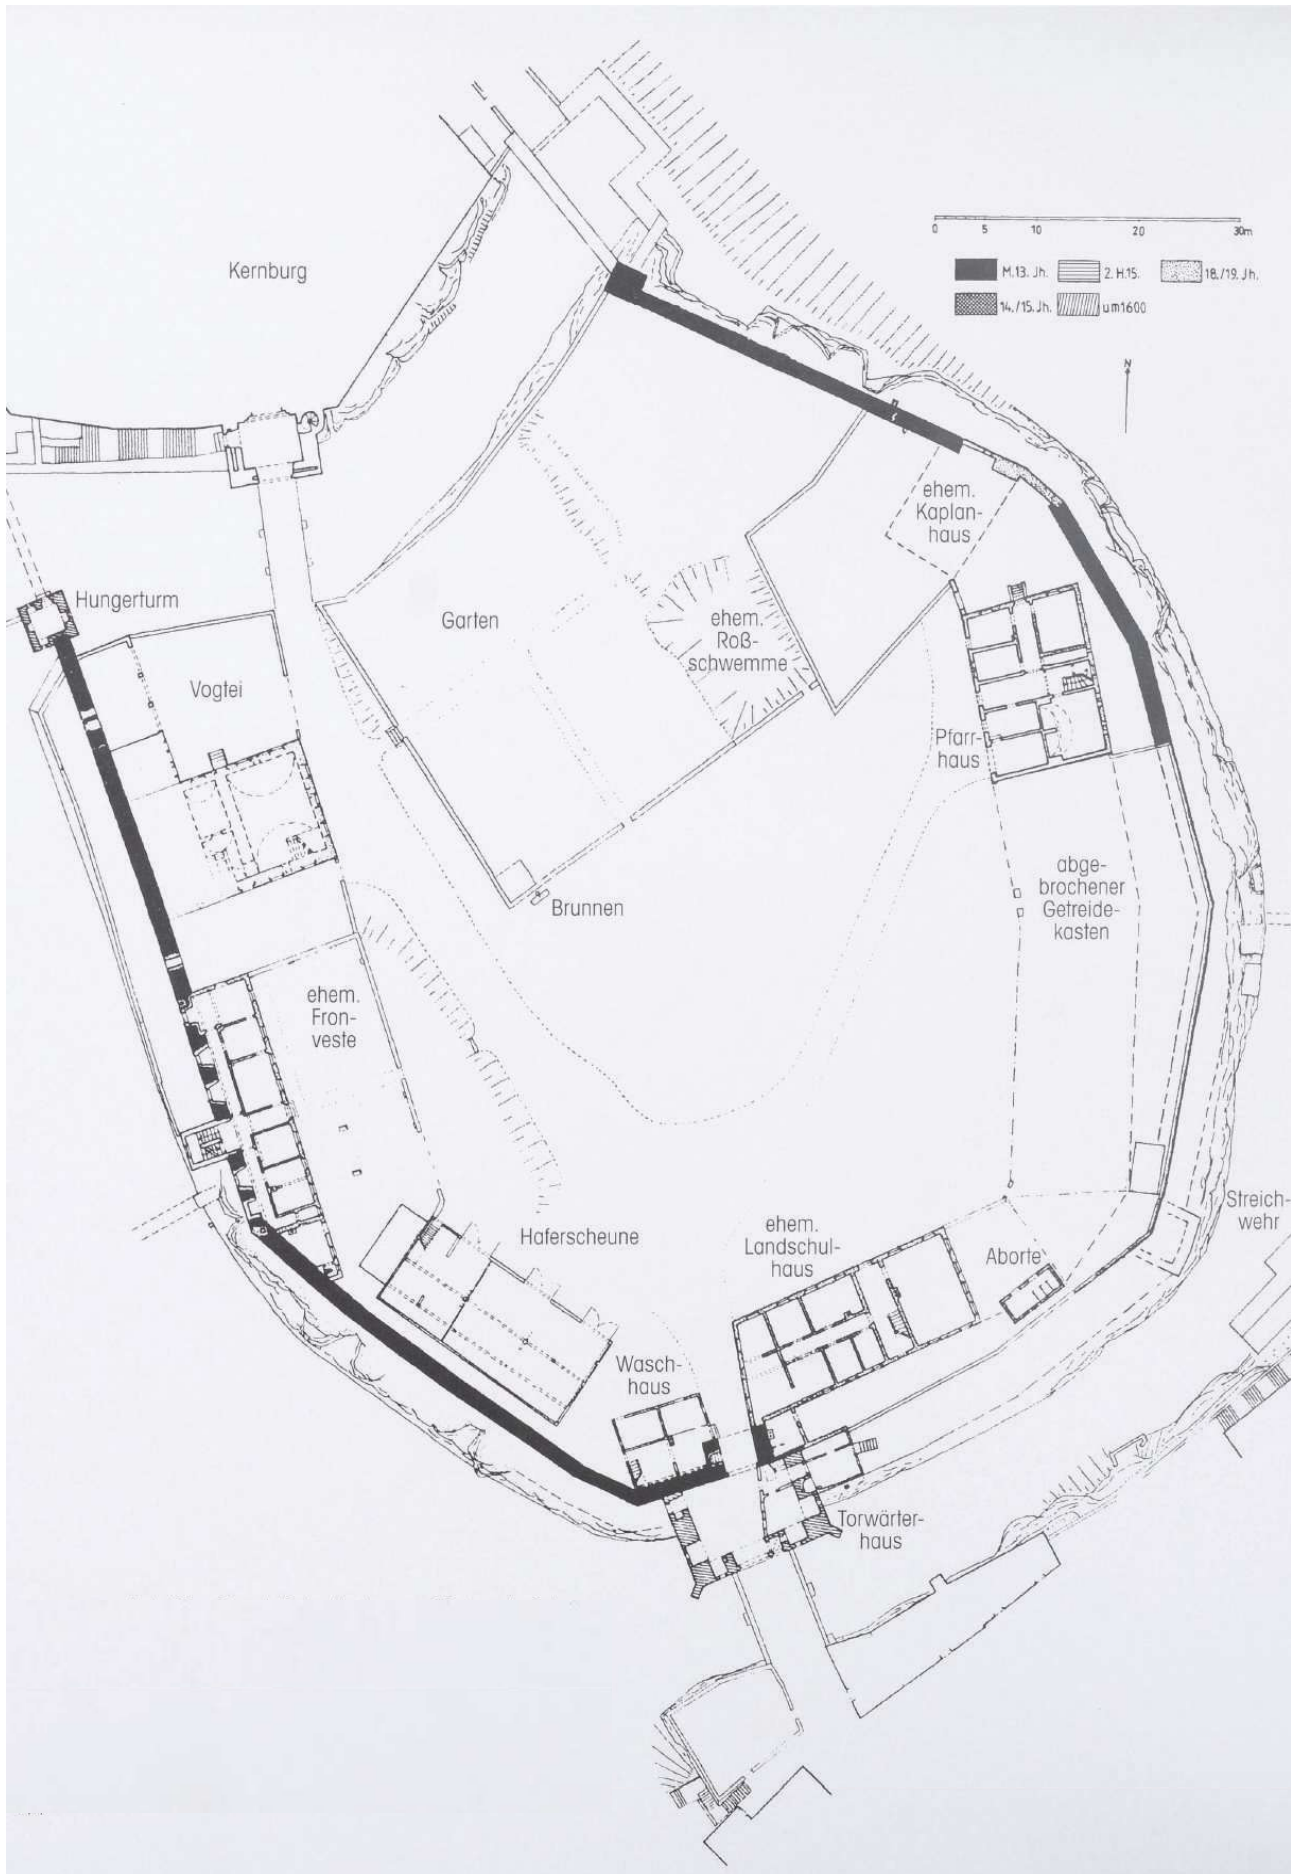 Kernburg
0 5 10 20 30m
M.13. Jh. 2.H.15. 18./19. Jh.
14./15. Jh. um1600
N
ehem.
Kaplan-
haus
Hungerturm
Garten
ehem.
Roß-
schwemme
Vogtei
Pfarr-
haus
abge-
brochener
Getreide-
kasten
Brunnen
ehem.
Fron-
veste
Streich-
wehr
Haferscheune
ehem.
Landschul-
haus
Aborte
Wasch-
haus
Torwärter-
haus